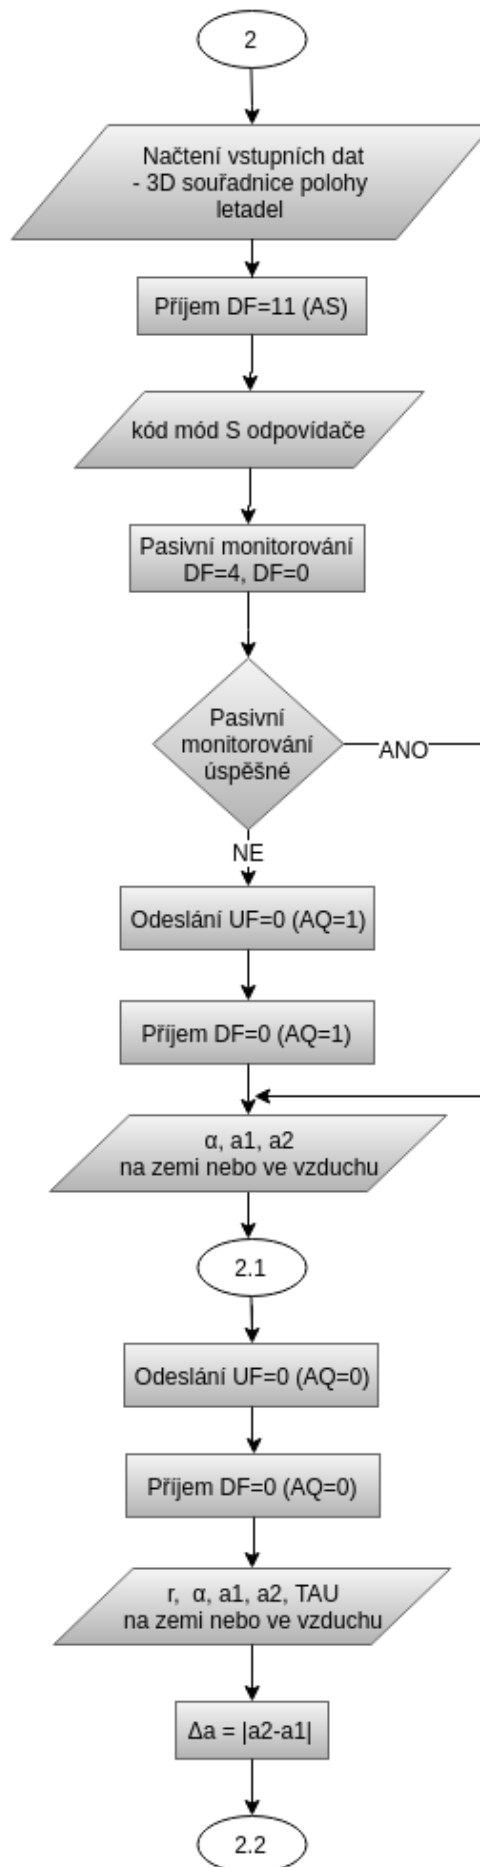 2
Načtení vstupních dat
- 3D souřadnice polohy
letadel
Příjem DF=11 (AS)
kód mód S odpovídače
Pasivní monitorování
DF=4, DF=0
Pasivní
monitorování
úspěšné
ANO
NE
Odeslání UF=0 (AQ=1)
Příjem DF=0 (AQ=1)
α, a1, a2
na zemi nebo ve vzduchu
2.1
Odeslání UF=0 (AQ=0)
Příjem DF=0 (AQ=0)
r, α, a1, a2, TAU
na zemi nebo ve vzduchu
Δa = |a2-a1|
2.2